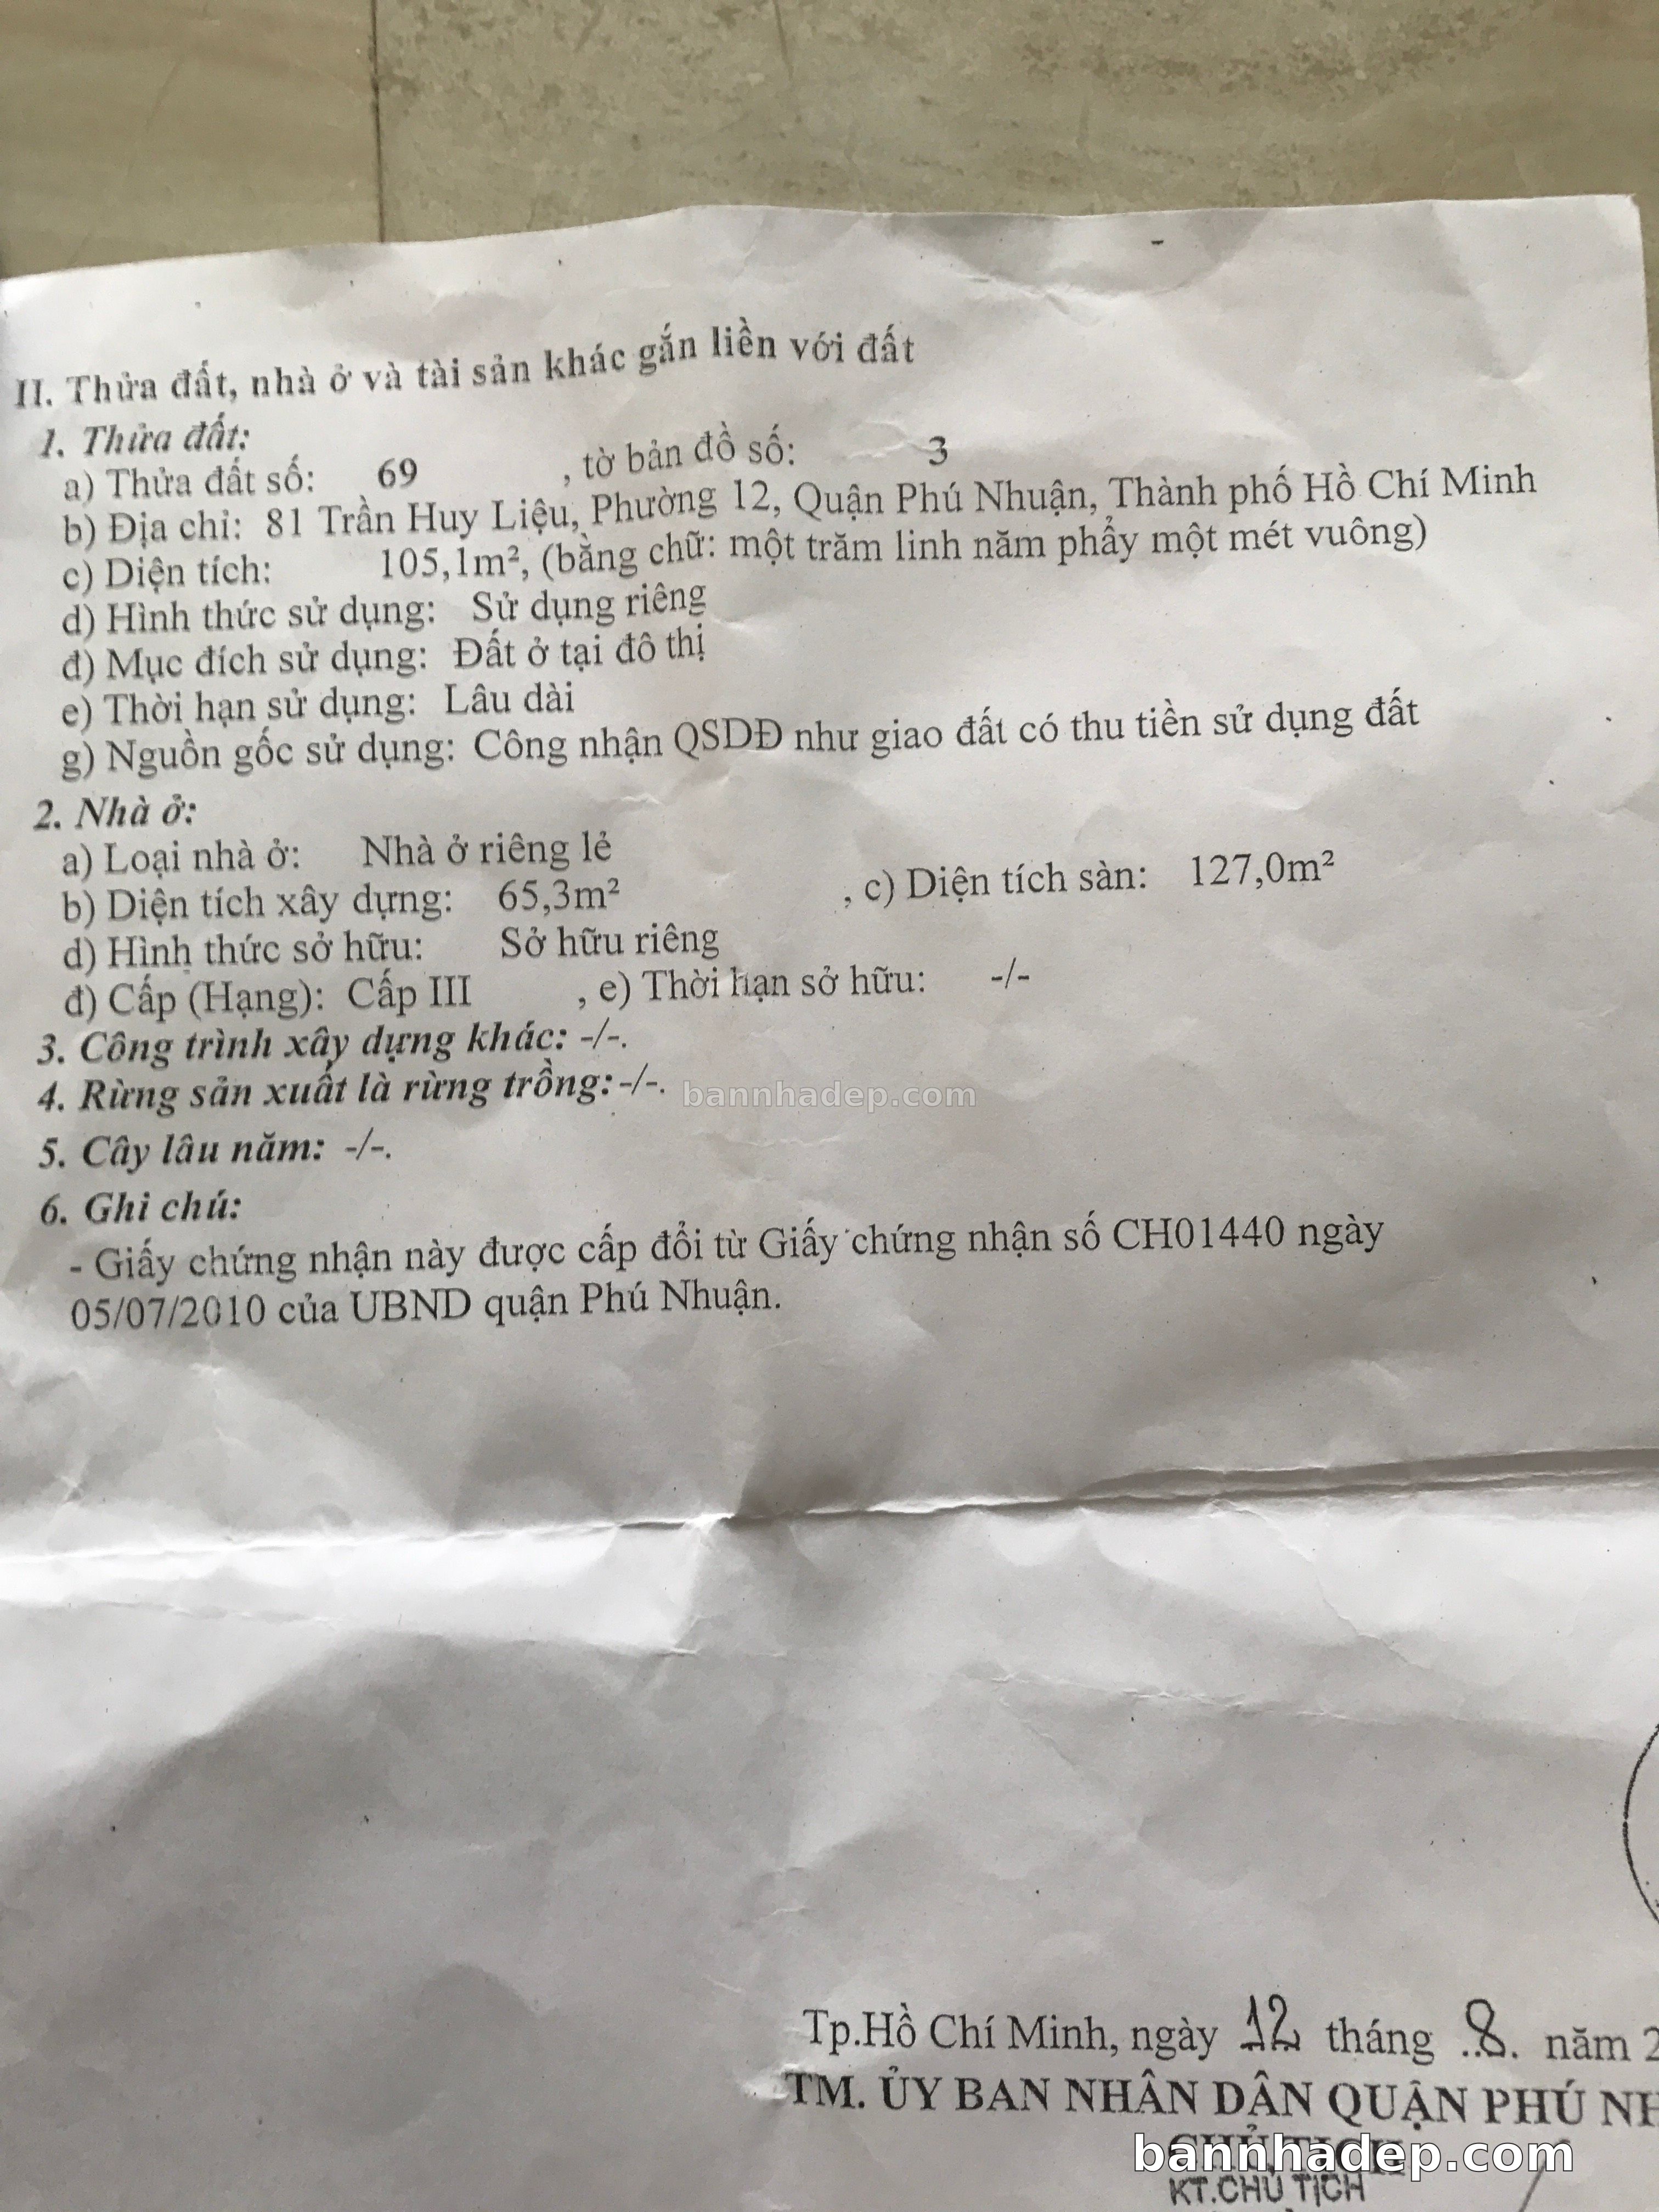 II. Thửa đất, nhà ở và tài sản khác gắn liền với đất
1. Thửa đất:
a) Thửa đất số: 69 , tờ bản đồ số: 3
b) Địa chỉ: 81 Trần Huy Liệu, Phường 12, Quận Phú Nhuận, Thành phố Hồ Chí Minh
c) Diện tích: 105,1m², (bằng chữ: một trăm linh năm phẩy một mét vuông)
d) Hình thức sử dụng: Sử dụng riêng
đ) Mục đích sử dụng: Đất ở tại đô thị
e) Thời hạn sử dụng: Lâu dài
g) Nguồn gốc sử dụng: Công nhận QSDĐ như giao đất có thu tiền sử dụng đất
2. Nhà ở:
a) Loại nhà ở: Nhà ở riêng lẻ
b) Diện tích xây dựng: 65,3m² , c) Diện tích sàn: 127,0m²
d) Hình thức sở hữu: Sở hữu riêng
đ) Cấp (Hạng): Cấp III , e) Thời hạn sở hữu: -/-
3. Công trình xây dựng khác: -/-.
4. Rừng sản xuất là rừng trồng: -/-.
bannhadep.com
5. Cây lâu năm: -/-.
6. Ghi chú:
- Giấy chứng nhận này được cấp đổi từ Giấy chứng nhận số CH01440 ngày
05/07/2010 của UBND quận Phú Nhuận.
Tp.Hồ Chí Minh, ngày 12 tháng 8 năm 2
TM. ỦY BAN NHÂN DÂN QUẬN PHÚ NH
CHỦ TỊCH
bannhadep.com
KT.CHỦ TỊCH